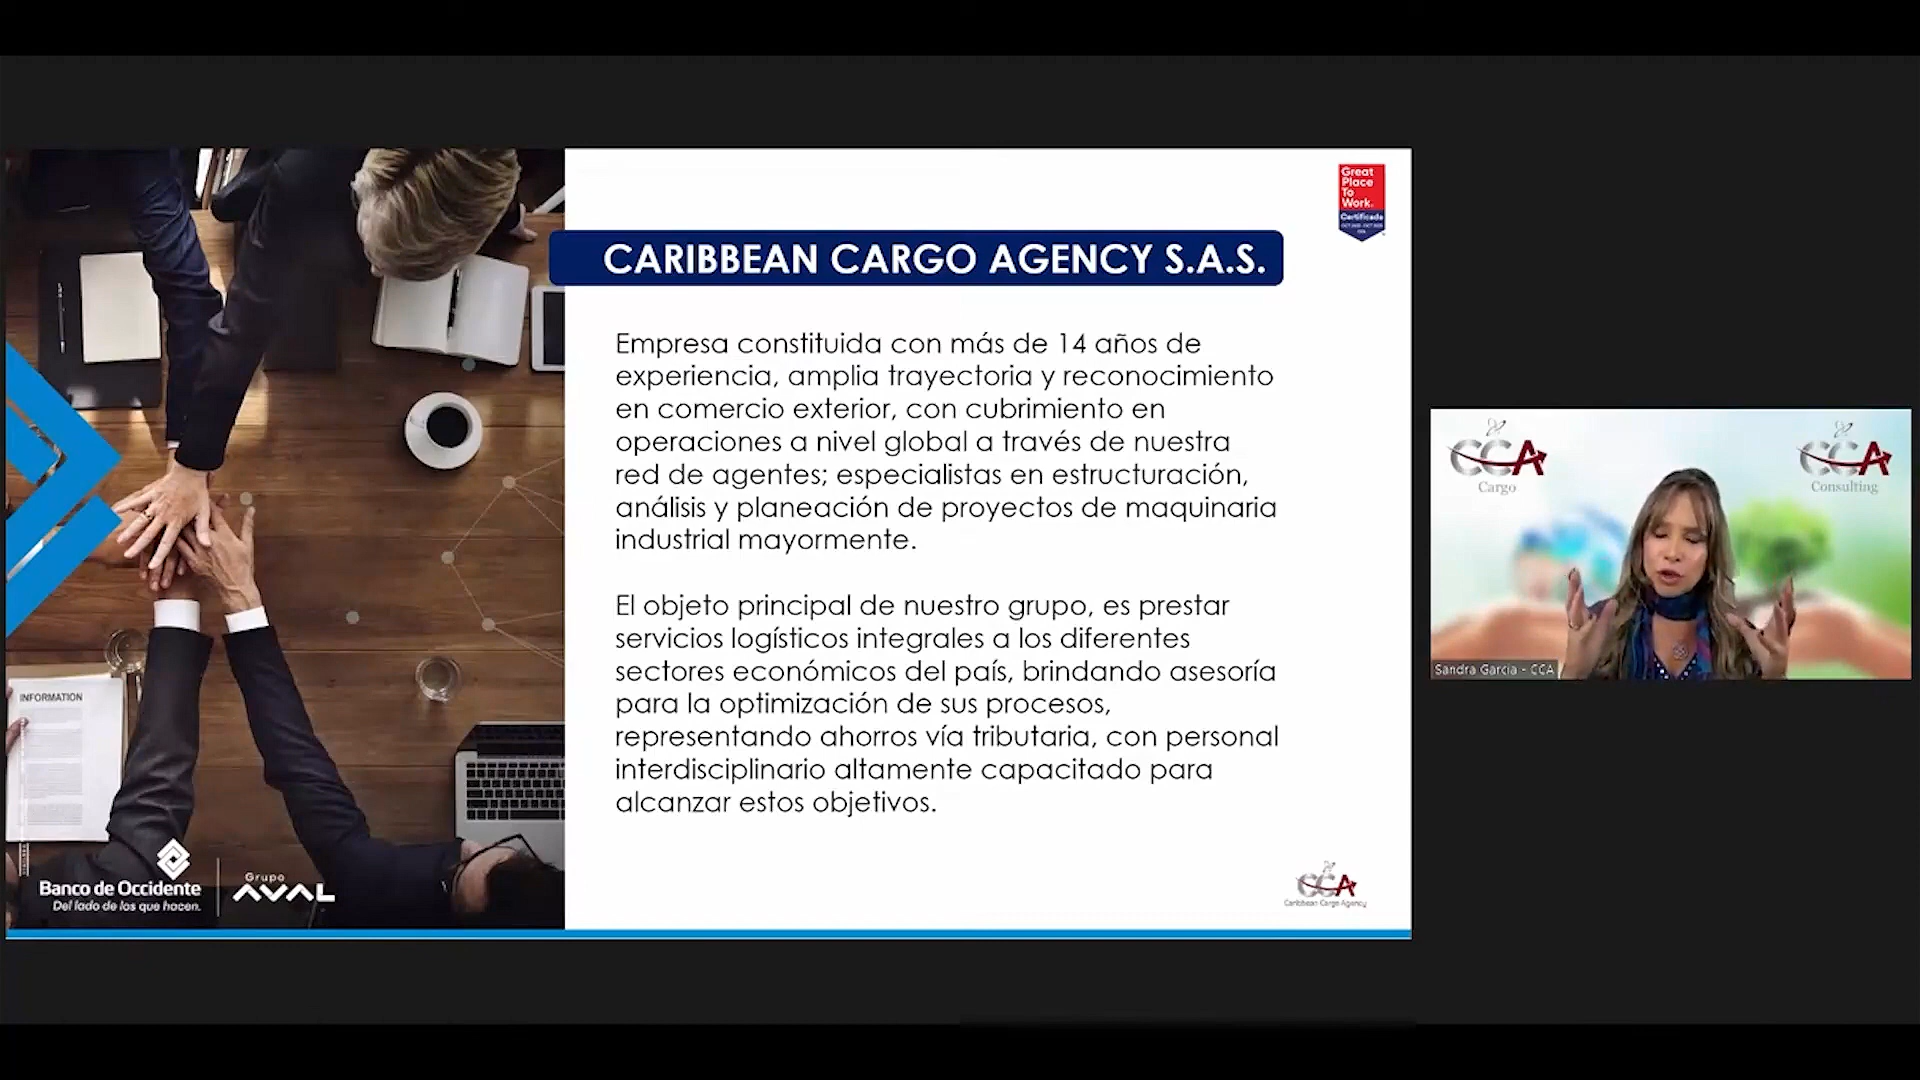 Great
Place
To
Work.
Certificada
CARIBBEAN CARGO AGENCY S.A.S.
Empresa constituida con más de 14 años de
experiencia, amplia trayectoria y reconocimiento
en comercio exterior, con cubrimiento en
operaciones a nivel global a través de nuestra
red de agentes; especialistas en estructuración,
análisis y planeación de proyectos de maquinaria
industrial mayormente.
El objeto principal de nuestro grupo, es prestar
servicios logísticos integrales a los diferentes
sectores económicos del país, brindando asesoría
para la optimización de sus procesos,
representando ahorros vía tributaria, con personal
interdisciplinario altamente capacitado para
alcanzar estos objetivos.
INFORMATION
Banco de Occidente
Del lado de los que hacen.
Grupo
AVAL
CCA
Caribbean Cargo Agency
CCA
Cargo
CCA
Consulting
Sandra Garcia - CCA